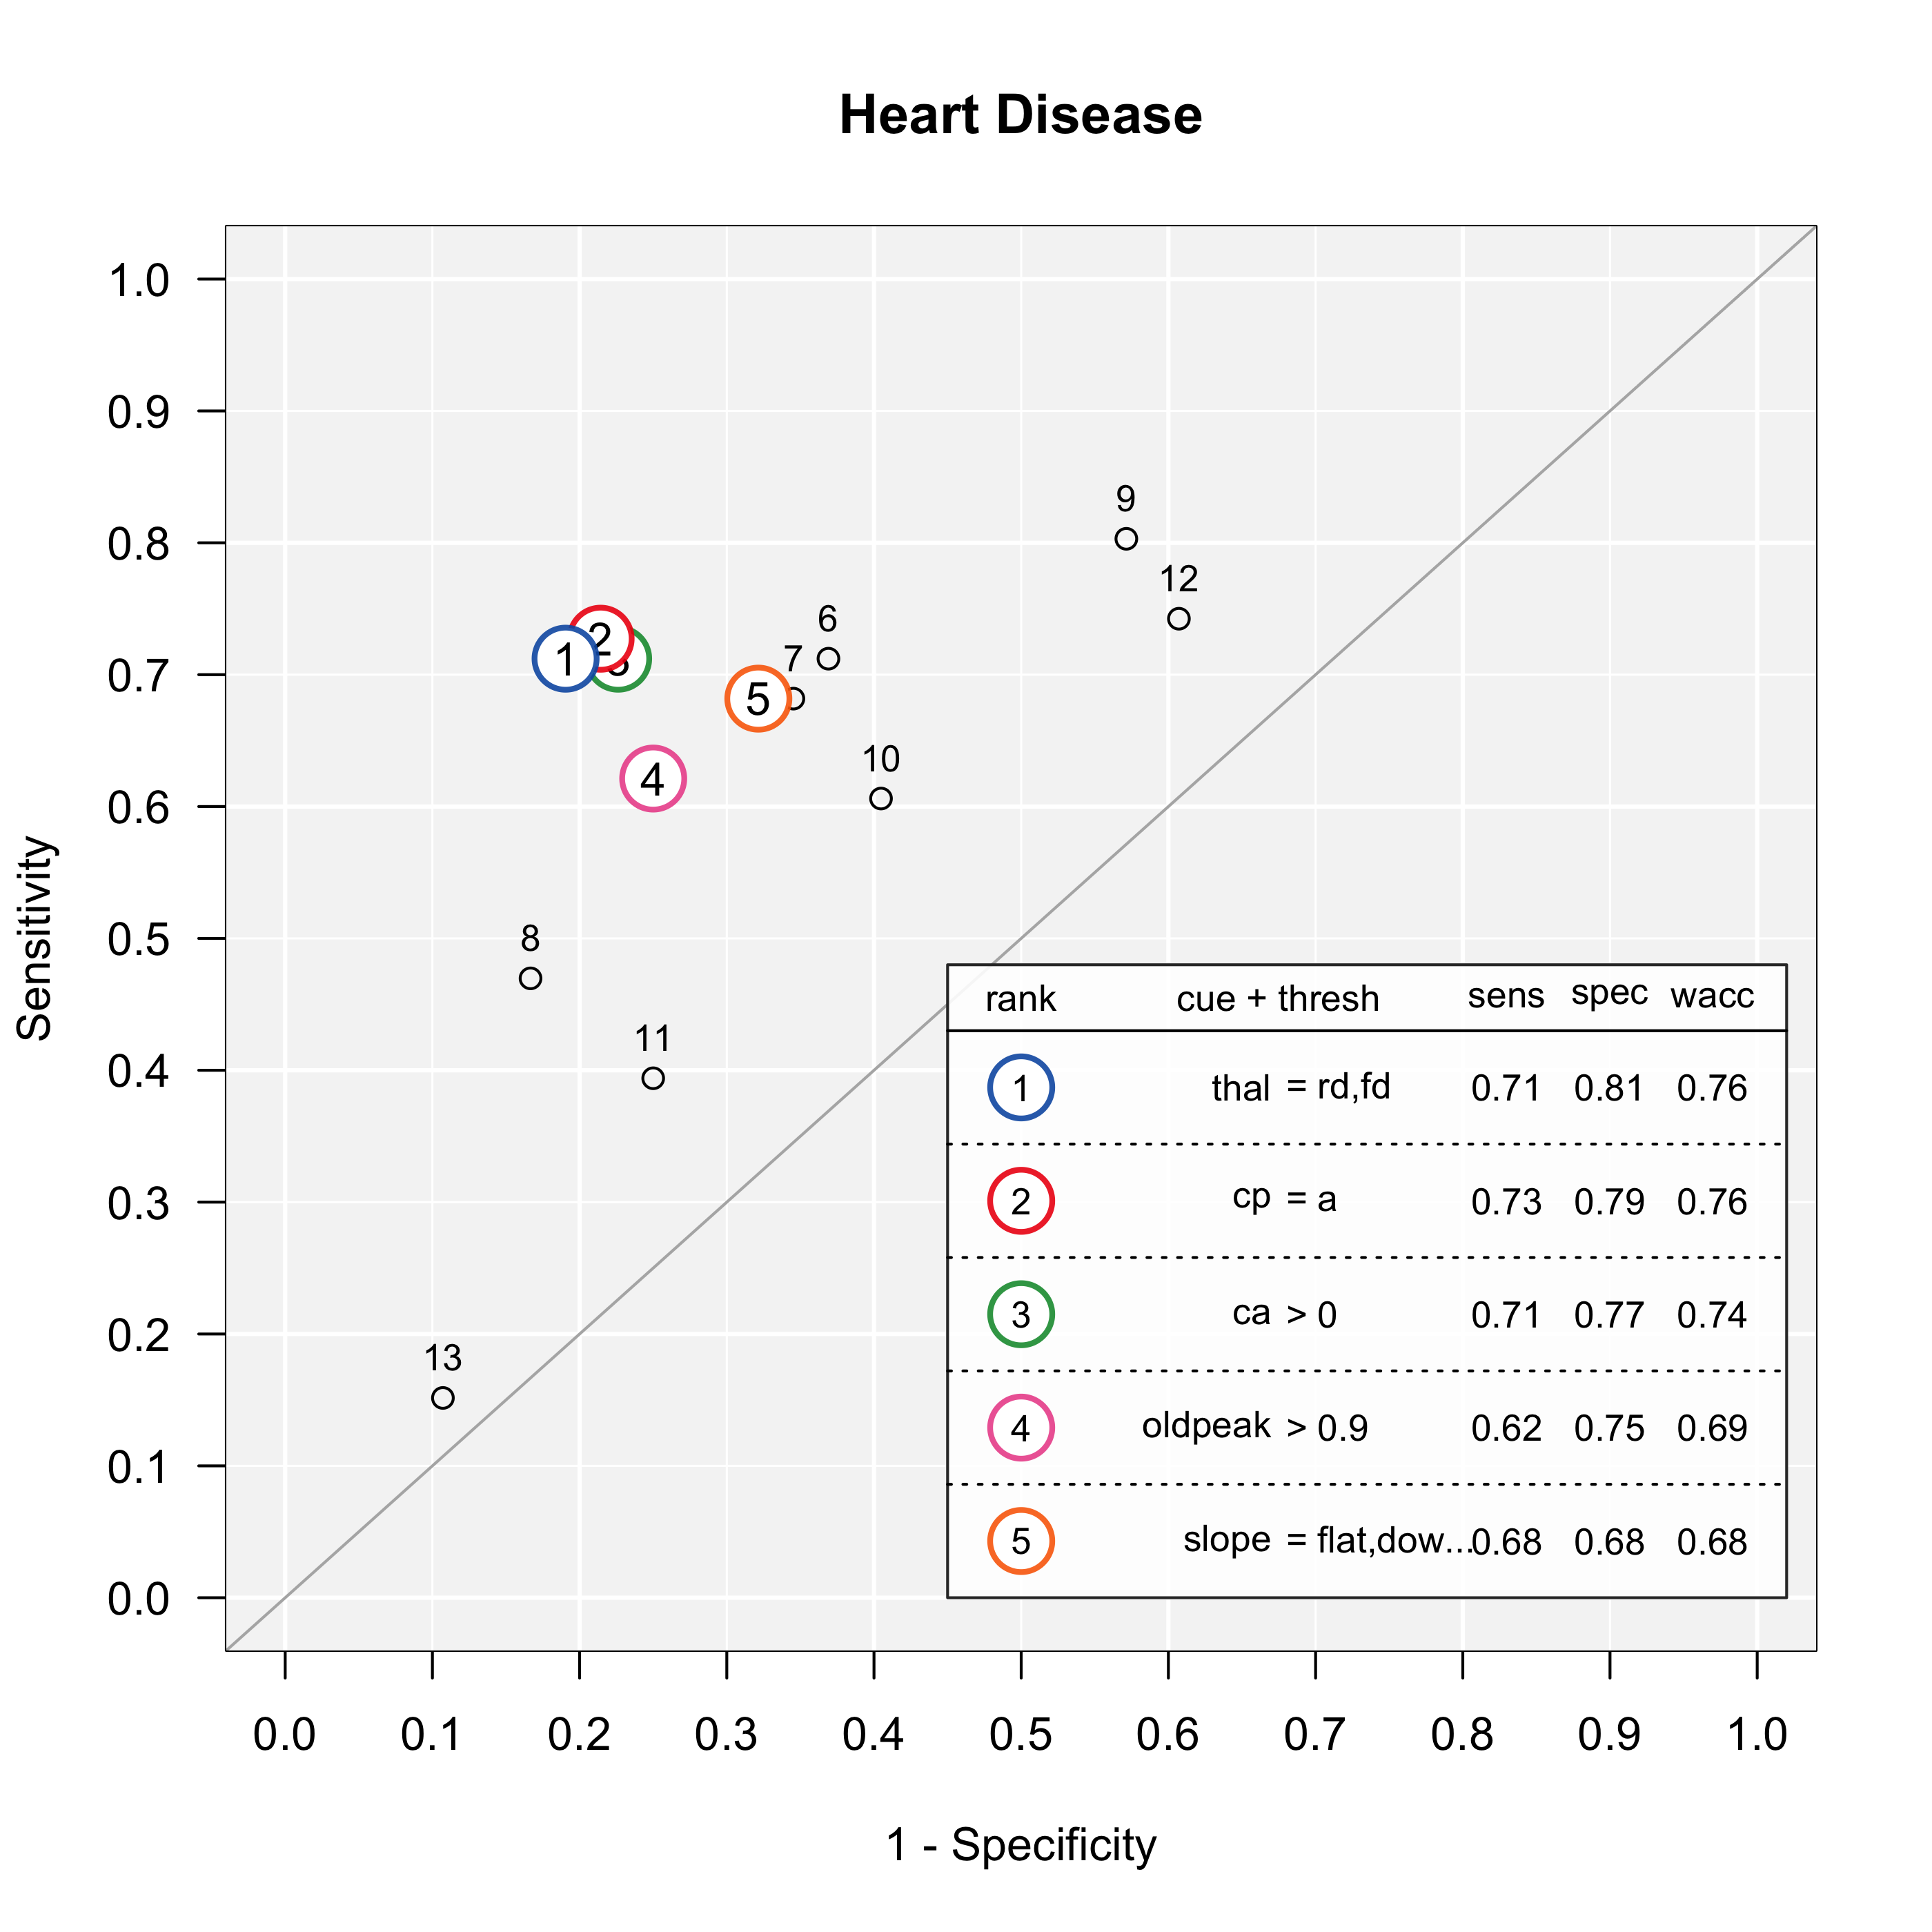 Heart Disease
1.0
0.9
0.8
0.7
0.6
0.5
0.4
0.3
0.2
0.1
0.0
Sensitivity
9
12
6
7
2
1
3
5
4
10
8
11
13
rank cue + thresh sens spec wacc
1 thal = rd,fd 0.71 0.81 0.76
2 cp = a 0.73 0.79 0.76
3 ca > 0 0.71 0.77 0.74
4 oldpeak > 0.9 0.62 0.75 0.69
5 slope = flat,dow... 0.68 0.68 0.68
0.0 0.1 0.2 0.3 0.4 0.5 0.6 0.7 0.8 0.9 1.0
1 - Specificity